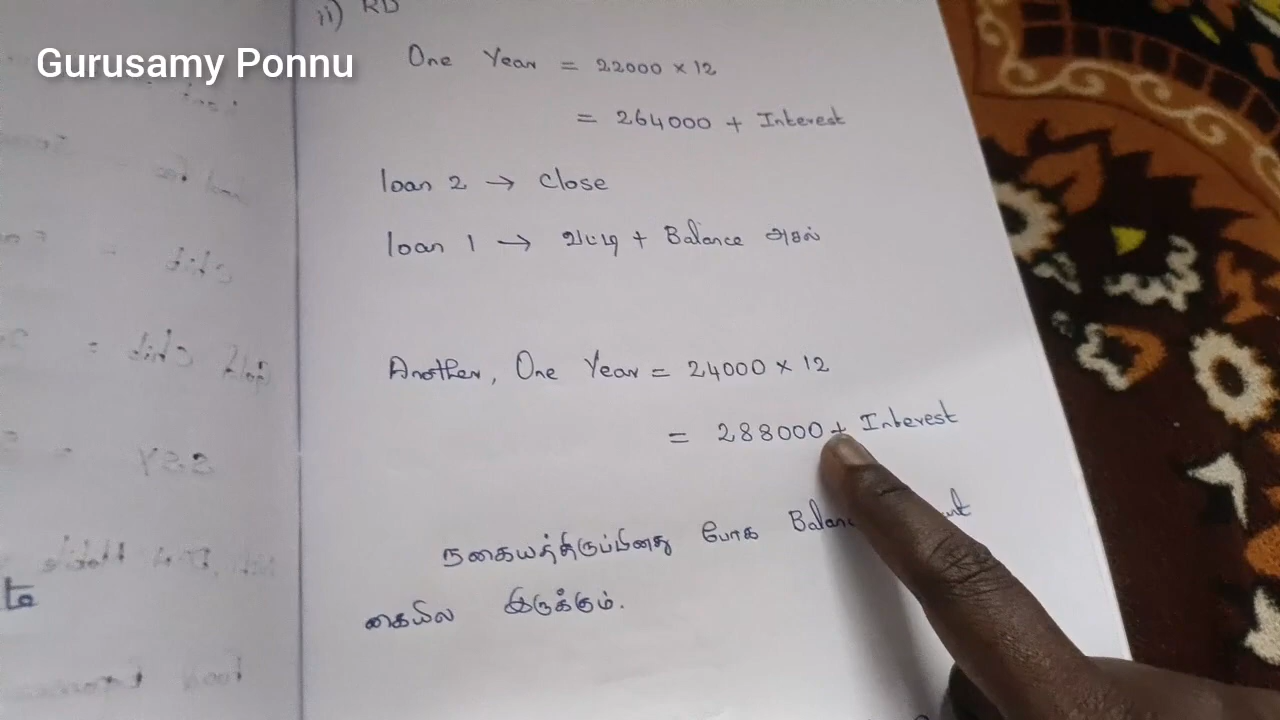 Gurusamy Ponnu
ii) RD
One Year = 22000 × 12
= 264000 + Interest
loan 2 → Close
loan 1 → வட்டி + Balance அசல்
Another, One Year = 24000 × 12
= 288000 + Interest
நகையத்திருப்பினது போக
கையில இருக்கும்.